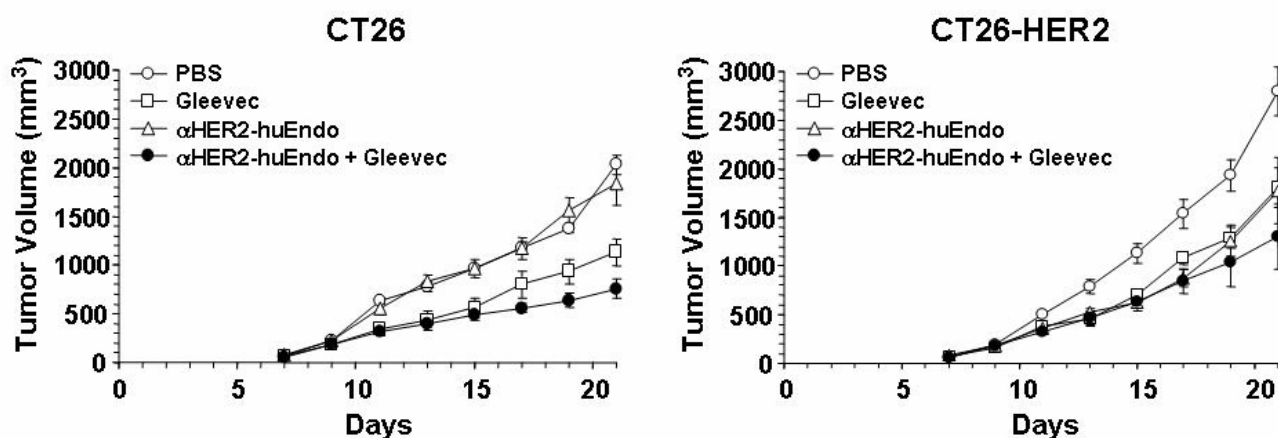 CT26
Tumor Volume (mm³)
3000
2500
2000
1500
1000
500
0
PBS
Gleevec
αHER2-huEndo
αHER2-huEndo + Gleevec
0 5 10 15 20
Days
CT26-HER2
Tumor Volume (mm³)
3000
2500
2000
1500
1000
500
0
PBS
Gleevec
αHER2-huEndo
αHER2-huEndo + Gleevec
0 5 10 15 20
Days